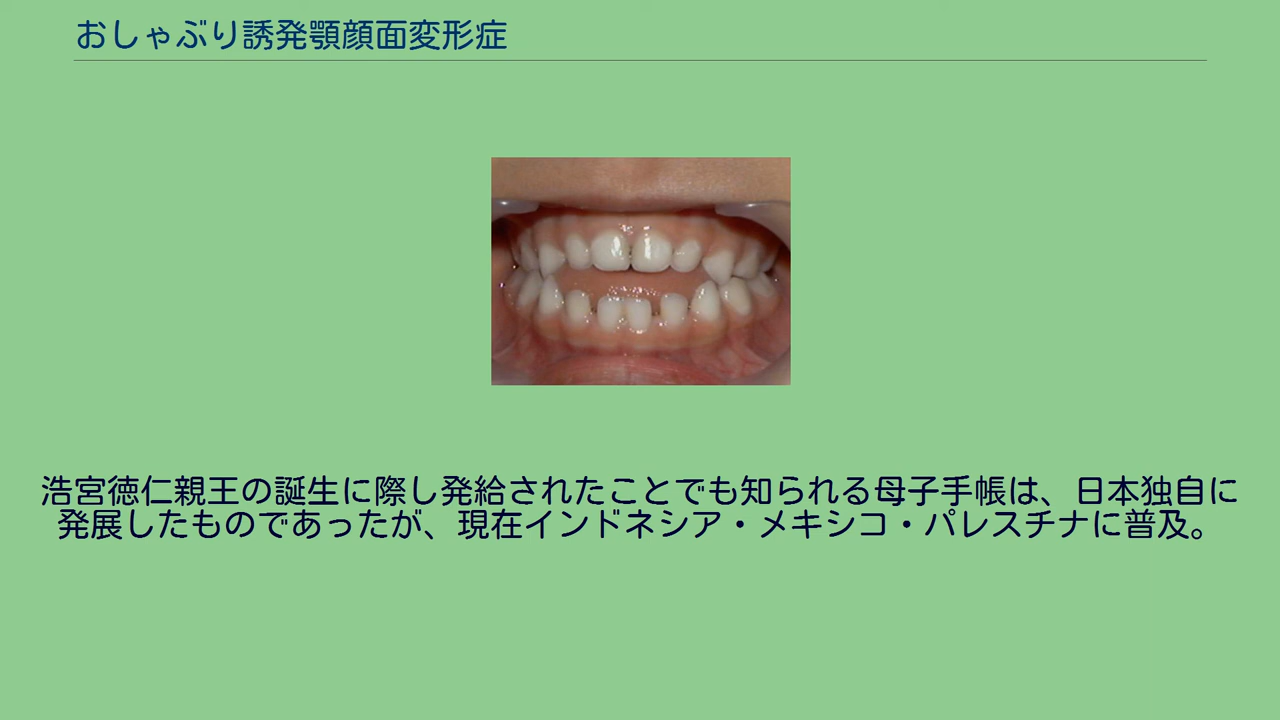 おしゃぶり誘発顎顔面変形症
浩宮徳仁親王の誕生に際し発給されたことでも知られる母子手帳は、日本独自に
発展したものであったが、現在インドネシア・メキシコ・パレスチナに普及。